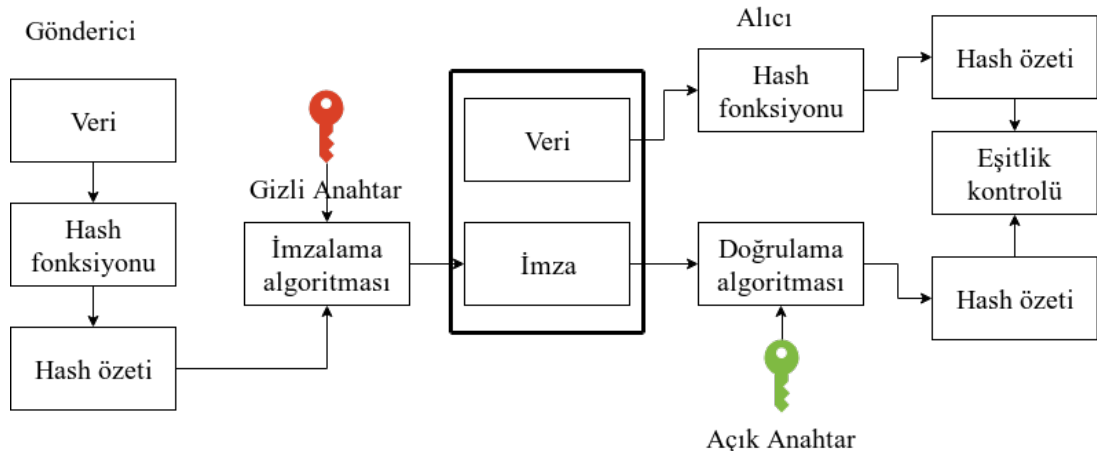 Gönderici
Veri
Hash
fonksiyonu
Hash özeti
Gizli Anahtar
İmzalama
algoritması
Veri
İmza
Alıcı
Hash
fonksiyonu
Hash özeti
Eşitlik
kontrolü
Doğrulama
algoritması
Hash özeti
Açık Anahtar